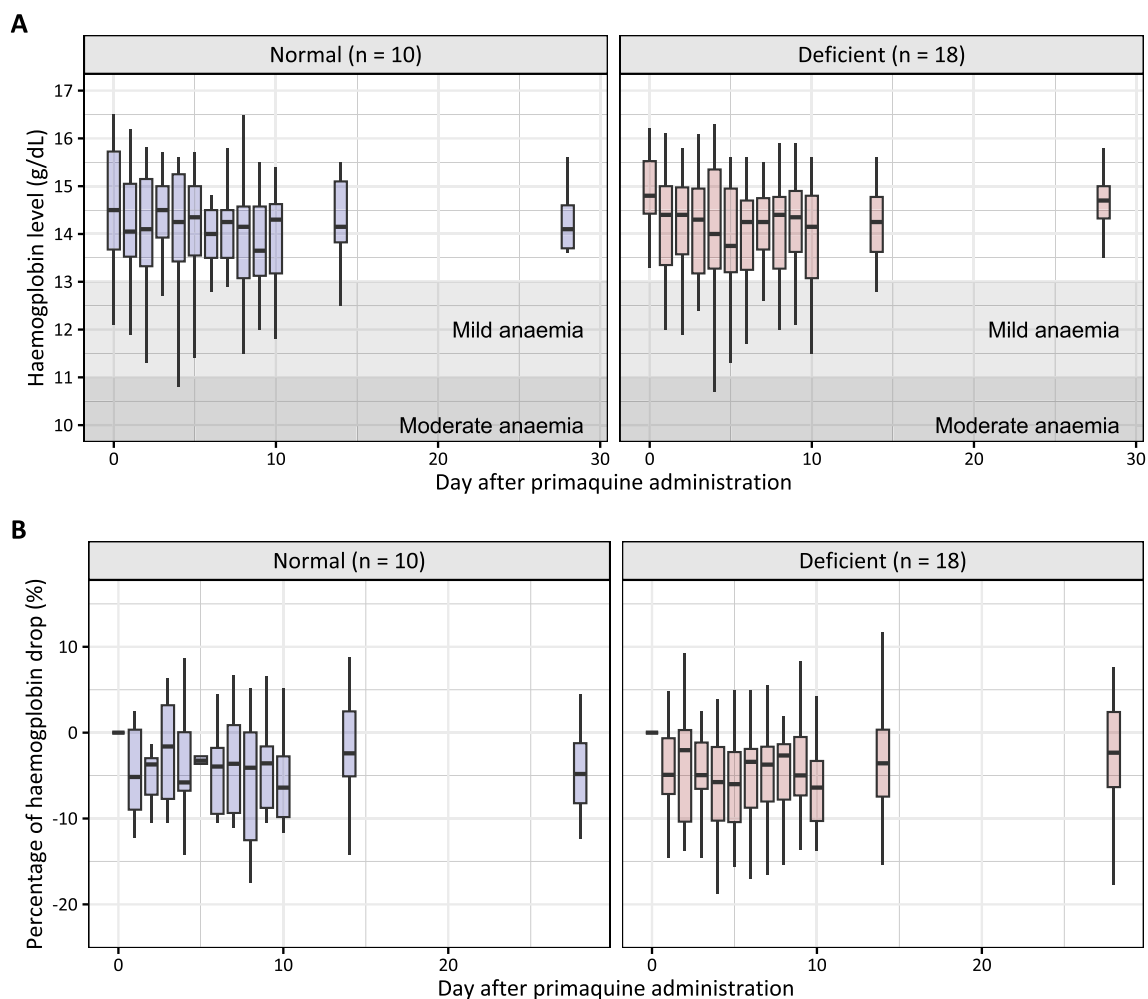 A
Normal (n = 10)
Deficient (n = 18)
Haemogplobin level (g/dL)
17
16
15
14
13
12
11
10
Mild anaemia
Mild anaemia
Moderate anaemia
Moderate anaemia
0 10 20 30
0 10 20 30
Day after primaquine administration
B
Normal (n = 10)
Deficient (n = 18)
Percentage of haemoglobin drop (%)
10
0
-10
-20
0 10 20
0 10 20
Day after primaquine administration